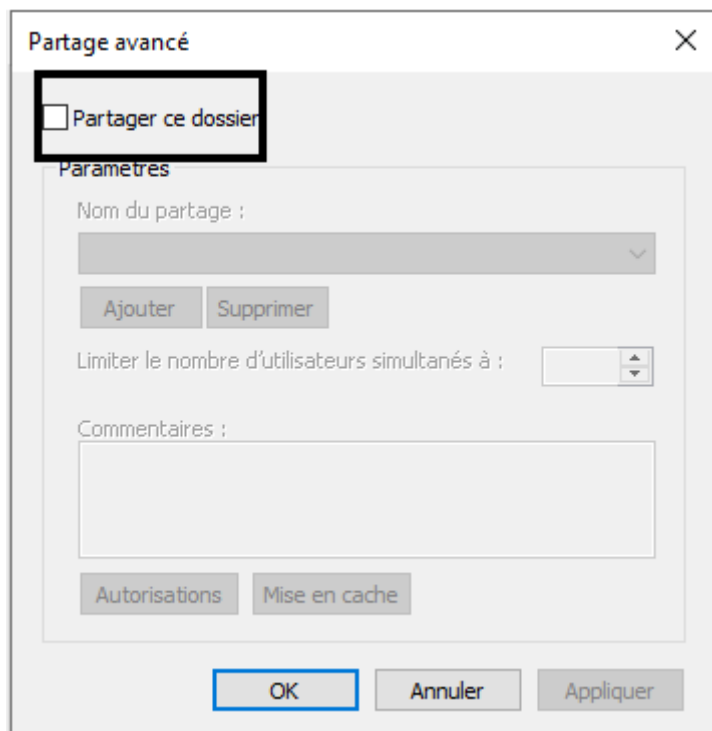 Partage avancé
Partager ce dossier
Paramètres
Nom du partage :
Ajouter Supprimer
Limiter le nombre d'utilisateurs simultanés à :
Commentaires :
Autorisations Mise en cache
OK Annuler Appliquer